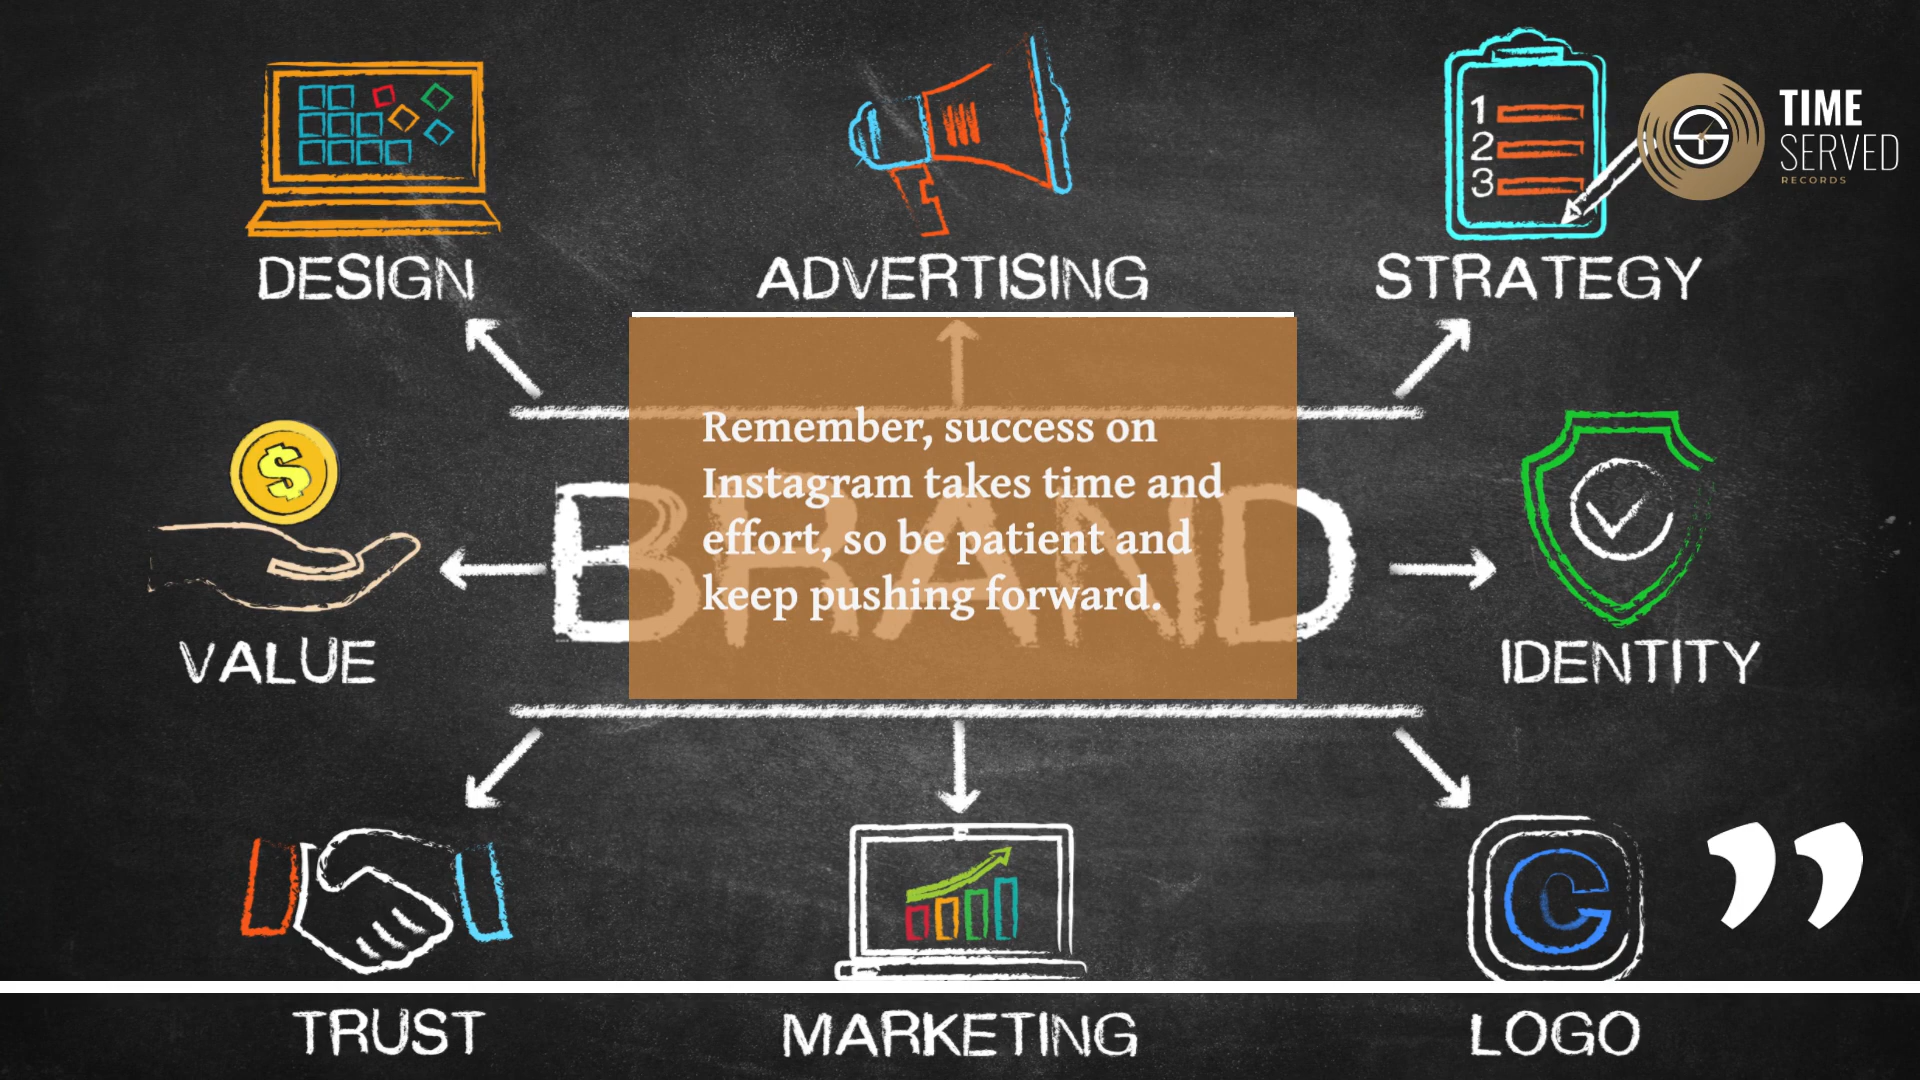 1
2
3
TIME
SERVED
RECORDS
DESIGN
ADVERTISING
STRATEGY
$
Remember, success on
Instagram takes time and
effort, so be patient and
keep pushing forward.
BRAND
VALUE
IDENTITY
C
”
TRUST
MARKETING
LOGO